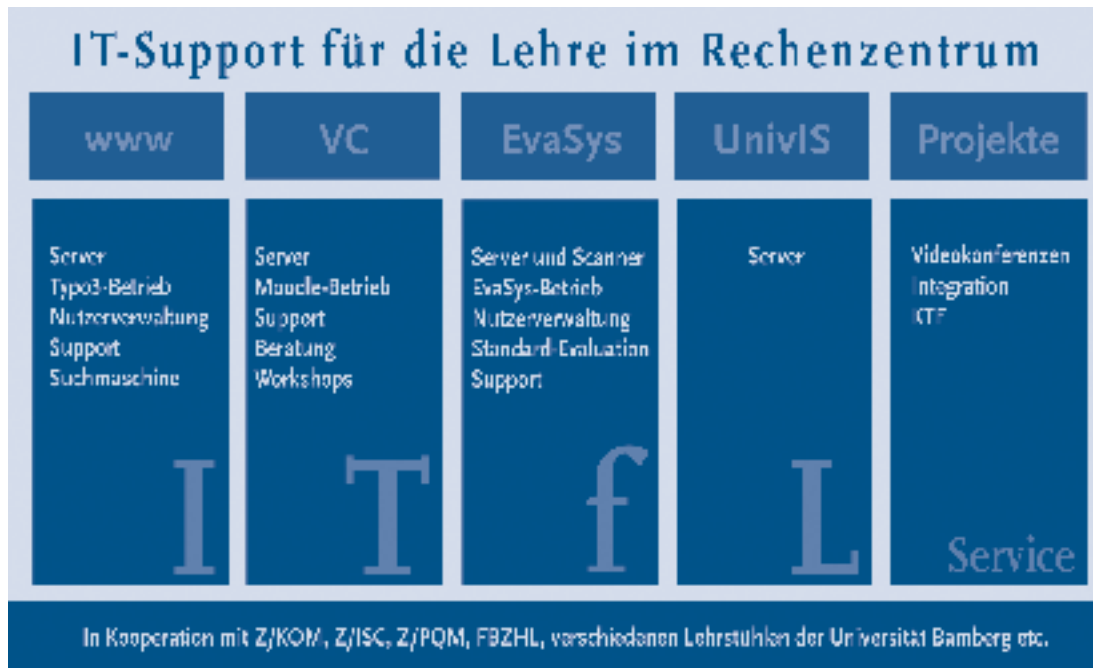 IT-Support für die Lehre im Rechenzentrum
www
VC
EvaSys
UnivIS
Projekte
Server
Typo3-Betrieb
Nutzerverwaltung
Support
Suchmaschine
I
Server
Moodle-Betrieb
Support
Beratung
Workshops
T
Server und Scanner
EvaSys-Betrieb
Nutzerverwaltung
Standard-Evaluation
Support
f
Server
L
Videokonferenzen
Integration
Service
In Kooperation mit Z/KOM, Z/ISC, Z/PQM, FBZHL, verschiedenen Lehrstühlen der Universität Bamberg etc.